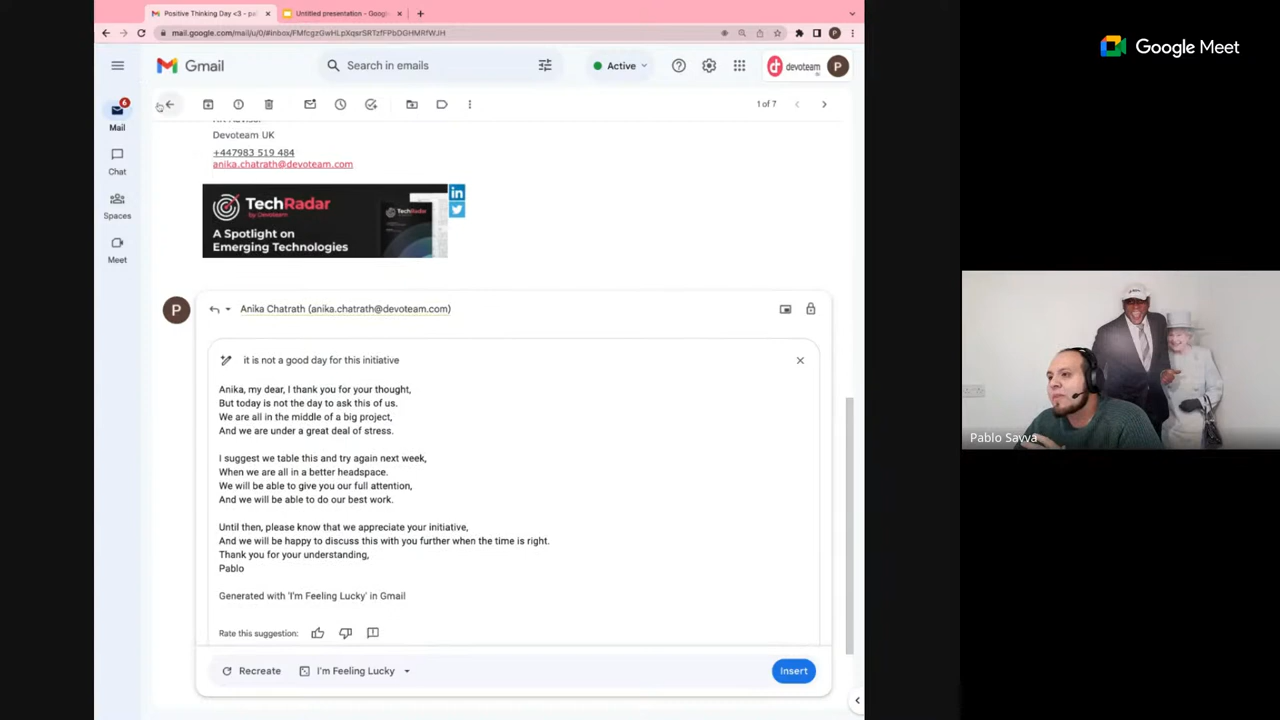 Positive Thinking Day <3 - pa
Untitled presentation - Goog
mail.google.com/mail/u/0/#inbox/FMfcgzGwHLpXqsrSRTzfFPbDGHMRfWJH
P
Gmail
Search in emails
Active
devoteam
P
Google Meet
6
Mail
Chat
Spaces
Meet
1 of 7
Devoteam UK
+447983 519 484
anika.chatrath@devoteam.com
TechRadar
by Devoteam
A Spotlight on
Emerging Technologies
in
P
Anika Chatrath (anika.chatrath@devoteam.com)
it is not a good day for this initiative
Anika, my dear, I thank you for your thought,
But today is not the day to ask this of us.
We are all in the middle of a big project,
And we are under a great deal of stress.
I suggest we table this and try again next week,
When we are all in a better headspace.
We will be able to give you our full attention,
And we will be able to do our best work.
Until then, please know that we appreciate your initiative,
And we will be happy to discuss this with you further when the time is right.
Thank you for your understanding,
Pablo
Generated with 'I'm Feeling Lucky' in Gmail
Rate this suggestion:
Recreate
I'm Feeling Lucky
Insert
Pablo Savva